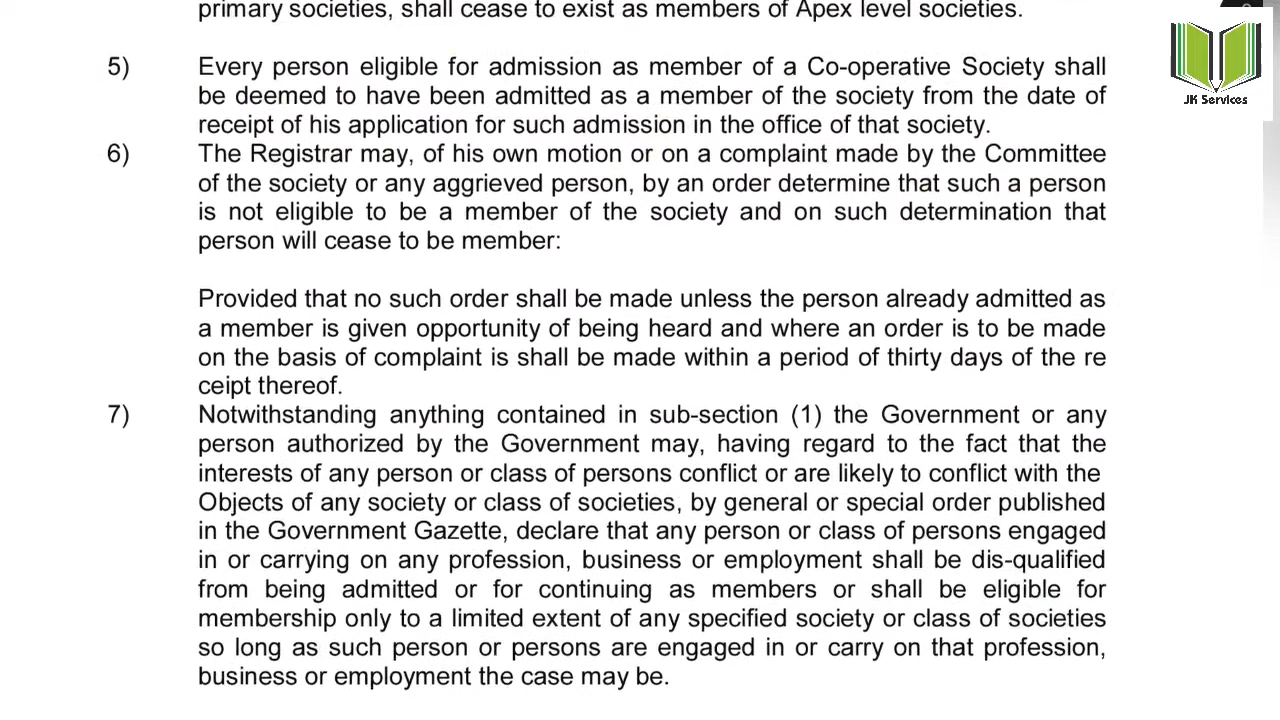 primary societies, shall cease to exist as members of Apex level societies.
5) Every person eligible for admission as member of a Co-operative Society shall
be deemed to have been admitted as a member of the society from the date of
receipt of his application for such admission in the office of that society.
6) The Registrar may, of his own motion or on a complaint made by the Committee
of the society or any aggrieved person, by an order determine that such a person
is not eligible to be a member of the society and on such determination that
person will cease to be member:
Provided that no such order shall be made unless the person already admitted as
a member is given opportunity of being heard and where an order is to be made
on the basis of complaint is shall be made within a period of thirty days of the re
ceipt thereof.
7) Notwithstanding anything contained in sub-section (1) the Government or any
person authorized by the Government may, having regard to the fact that the
interests of any person or class of persons conflict or are likely to conflict with the
Objects of any society or class of societies, by general or special order published
in the Government Gazette, declare that any person or class of persons engaged
in or carrying on any profession, business or employment shall be dis-qualified
from being admitted or for continuing as members or shall be eligible for
membership only to a limited extent of any specified society or class of societies
so long as such person or persons are engaged in or carry on that profession,
business or employment the case may be.
JK Services